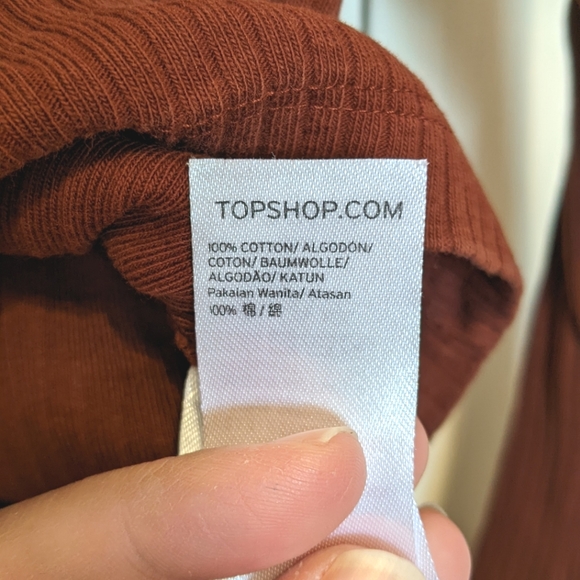 TOPSHOP.COM
100% COTTON/ ALGODÓN/
COTON/ BAUMWOLLE/
ALGODÃO/ KATUN
Pakaian Wanita/ Atasan
100% 棉 / 綿